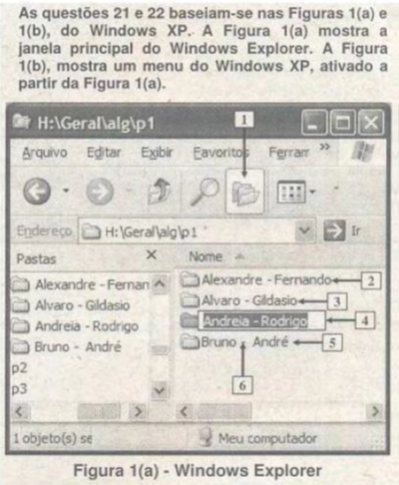 As questões 21 e 22 baseiam-se nas Figuras 1(a) e
1(b), do Windows XP. A Figura 1(a) mostra a
janela principal do Windows Explorer. A Figura
1(b), mostra um menu do Windows XP, ativado a
partir da Figura 1(a).
H:\Geral\alg\p1
1
Arquivo Editar Exibir Favoritos Ferrar »
Endereço H:\Geral\alg\p1 Ir
Pastas × Nome
Alexandre - Fernan Alexandre - Fernando 2
Alvaro - Gildasio Alvaro - Gildasio 3
Andreia - Rodrigo Andreia - Rodrigo 4
Bruno - André Bruno - André 5
p2
6
p3
1 objeto(s) se Meu computador
Figura 1(a) - Windows Explorer